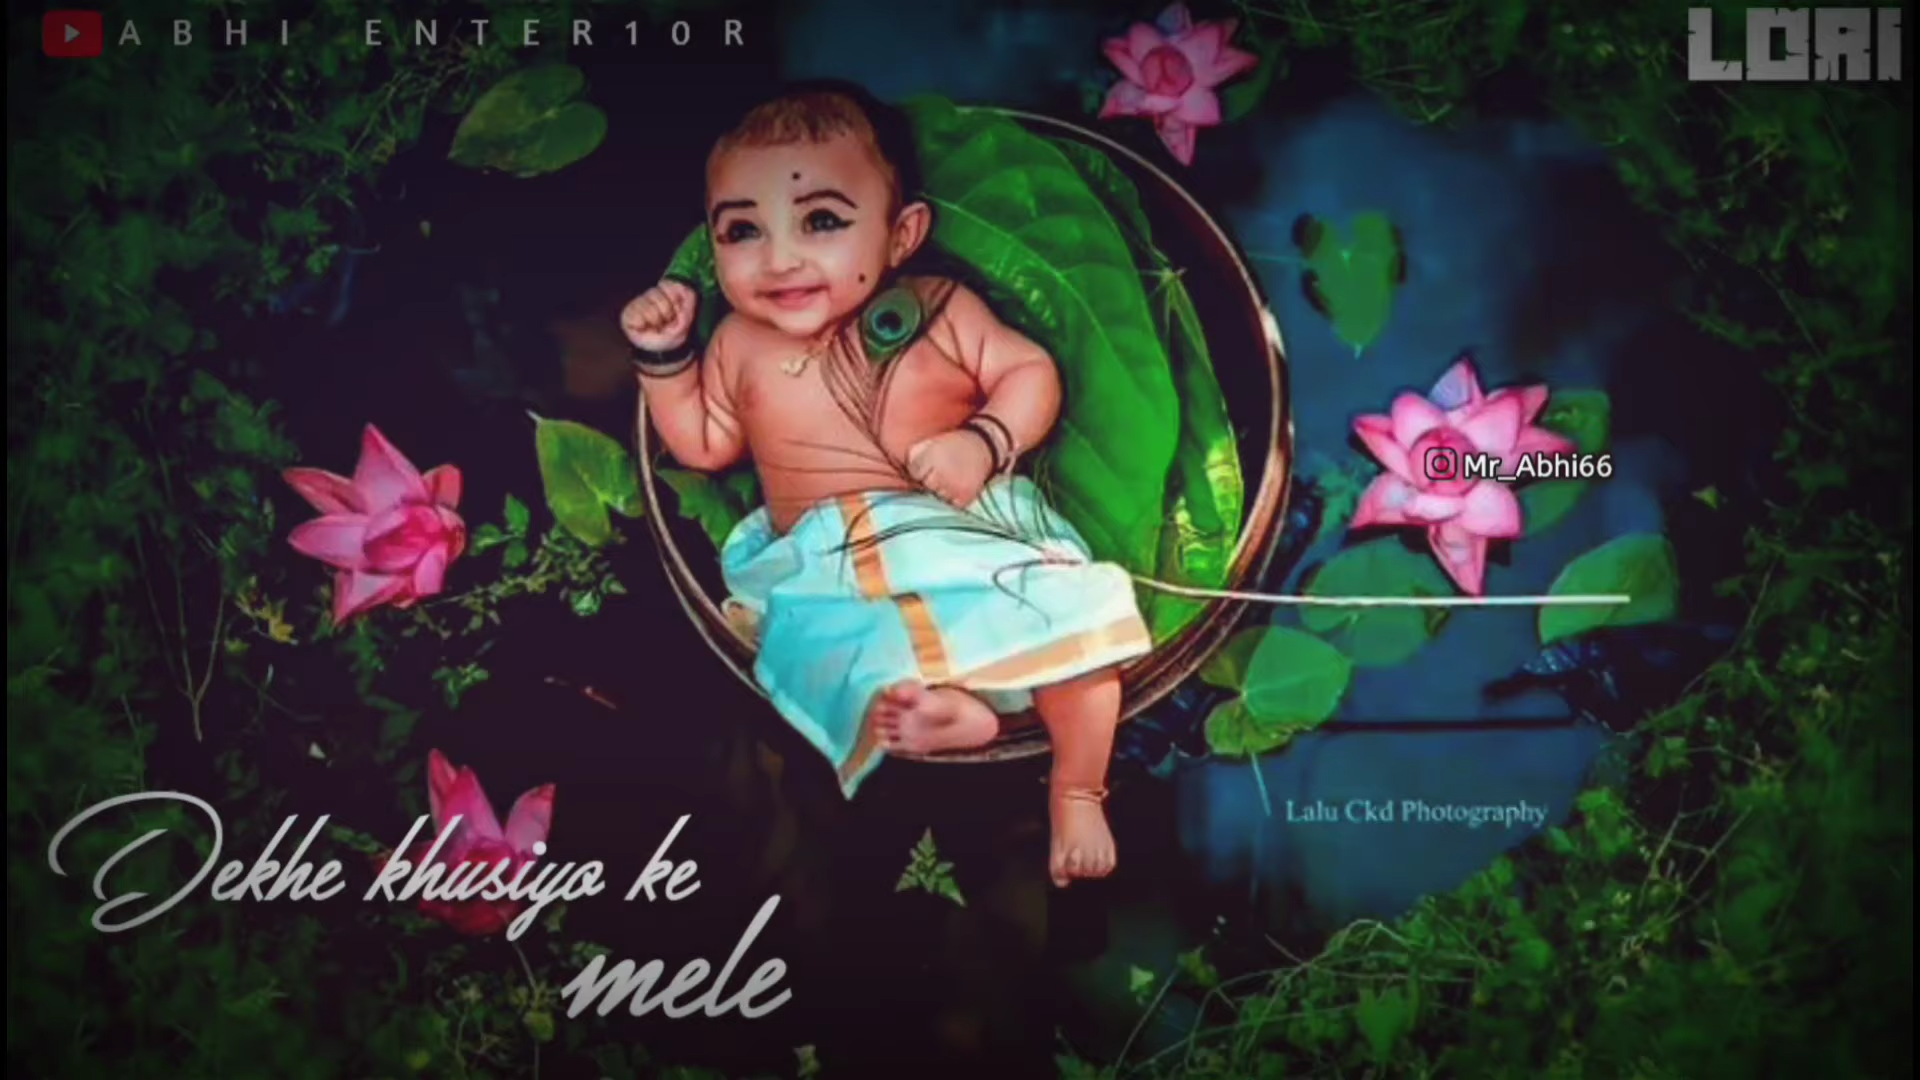 ABHI ENTER10R
LORI
Mr_Abhi66
Lalu Ckd Photography
Dekhe khusiyo ke
mele